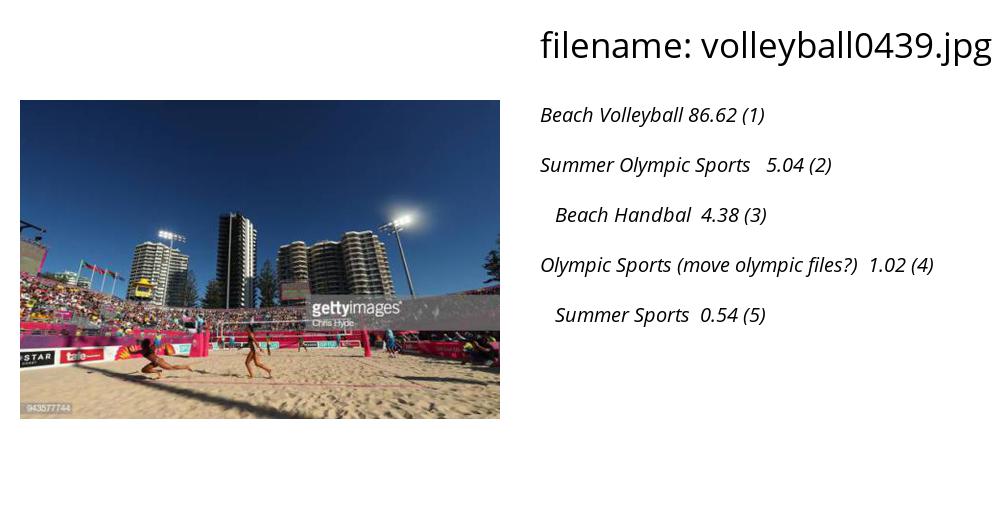 filename: volleyball0439.jpg
Beach Volleyball 86.62 (1)
Summer Olympic Sports 5.04 (2)
Beach Handbal 4.38 (3)
Olympic Sports (move olympic files?) 1.02 (4)
Summer Sports 0.54 (5)
gettyimages
Chris Hyde
STAR
943577744